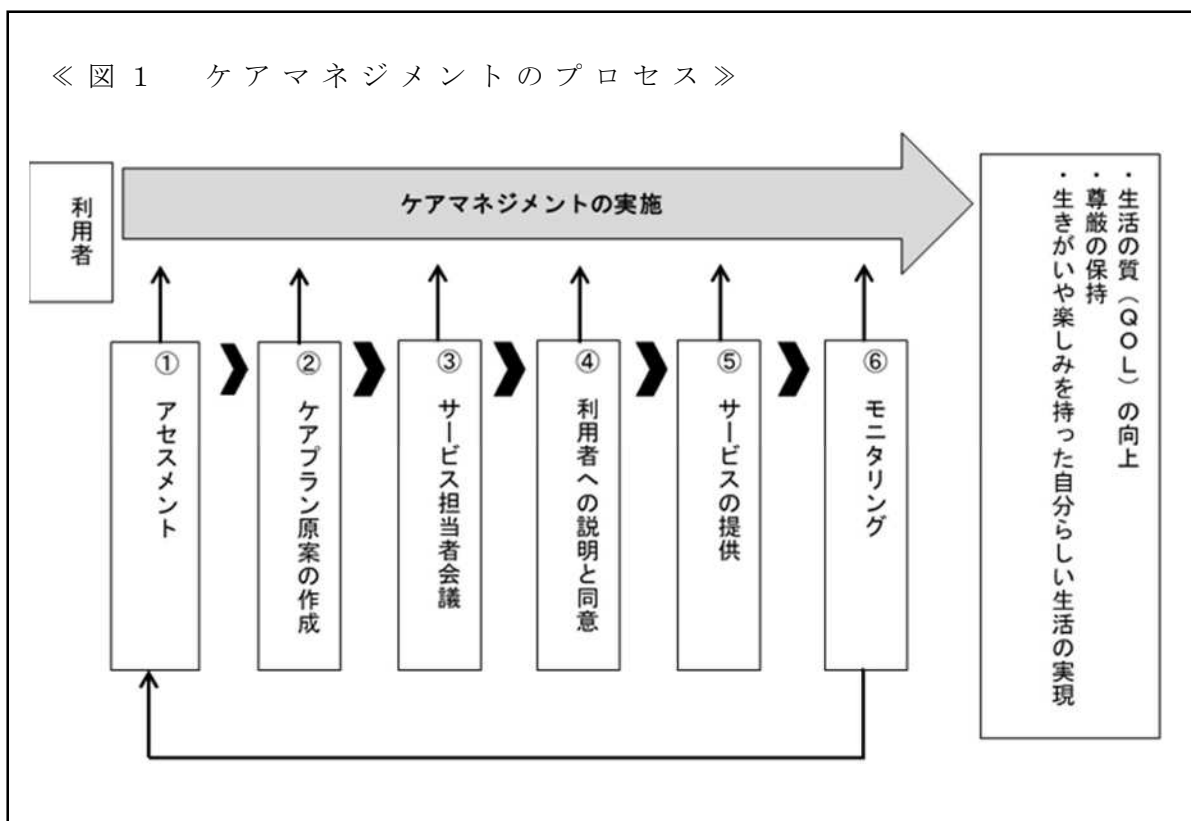 ≪図1　ケアマネジメントのプロセス≫
利用者
ケアマネジメントの実施
・生活の質（QOL）の向上
・尊厳の保持
・生きがいや楽しみを持った自分らしい生活の実現
① アセスメント
② ケアプラン原案の作成
③ サービス担当者会議
④ 利用者への説明と同意
⑤ サービスの提供
⑥ モニタリング